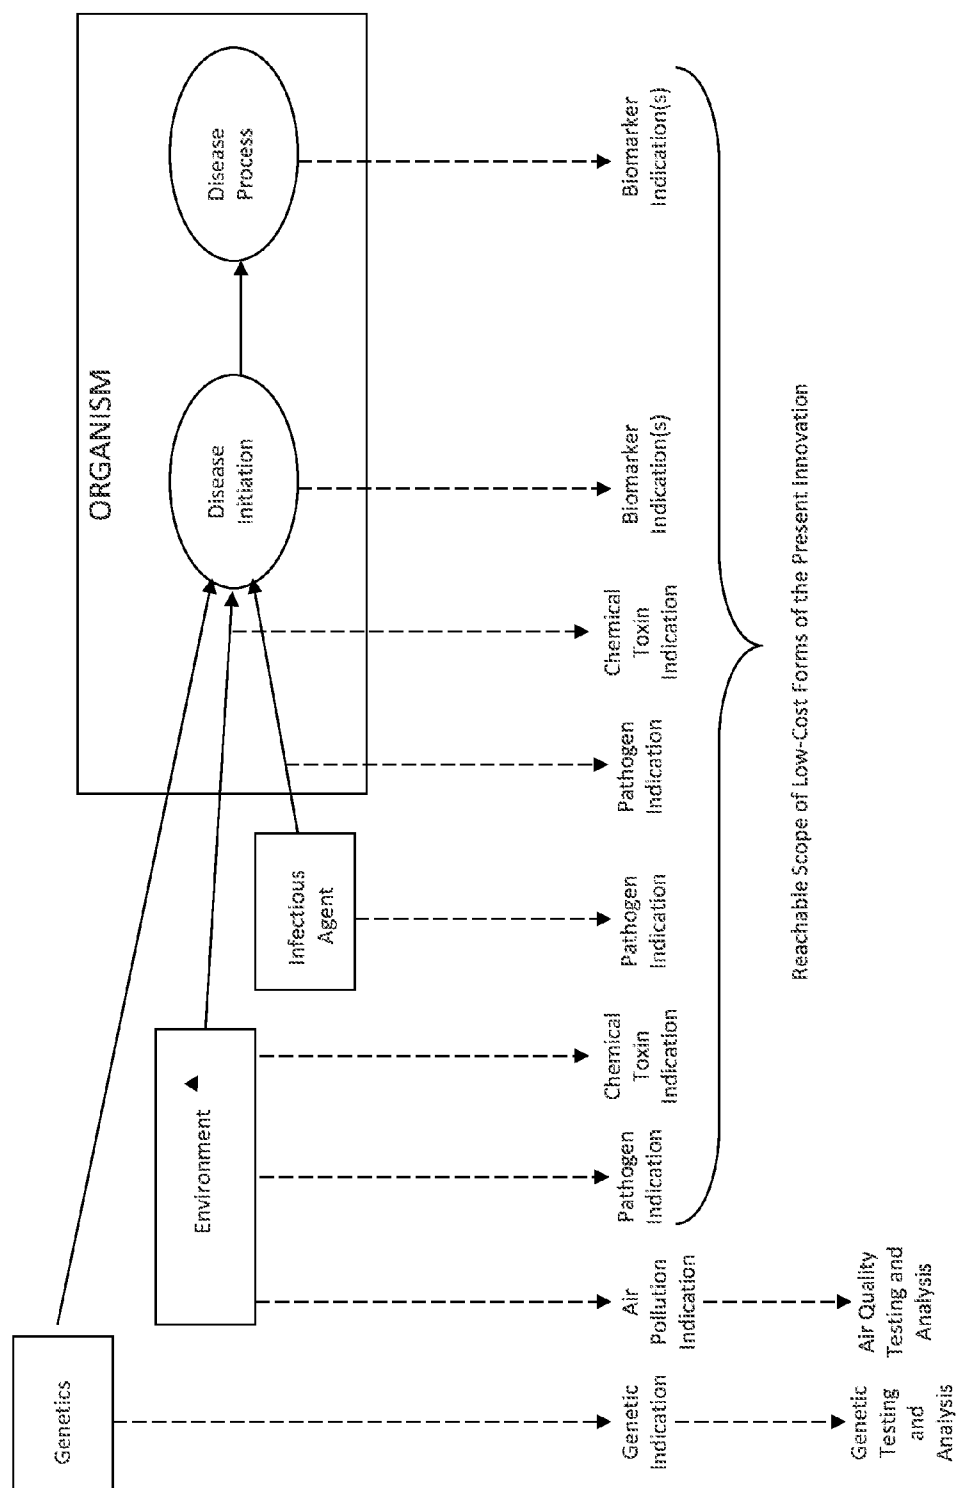 ORGANISM
Genetics
Environment
Infectious
Agent
Disease
Initiation
Disease
Process
Genetic
Indication
Air
Pollution
Indication
Pathogen
Indication
Chemical
Toxin
Indication
Pathogen
Indication
Pathogen
Indication
Chemical
Toxin
Indication
Biomarker
Indication(s)
Biomarker
Indication(s)
Genetic
Testing
and
Analysis
Air Quality
Testing and
Analysis
Reachable Scope of Low-Cost Forms of the Present Innovation